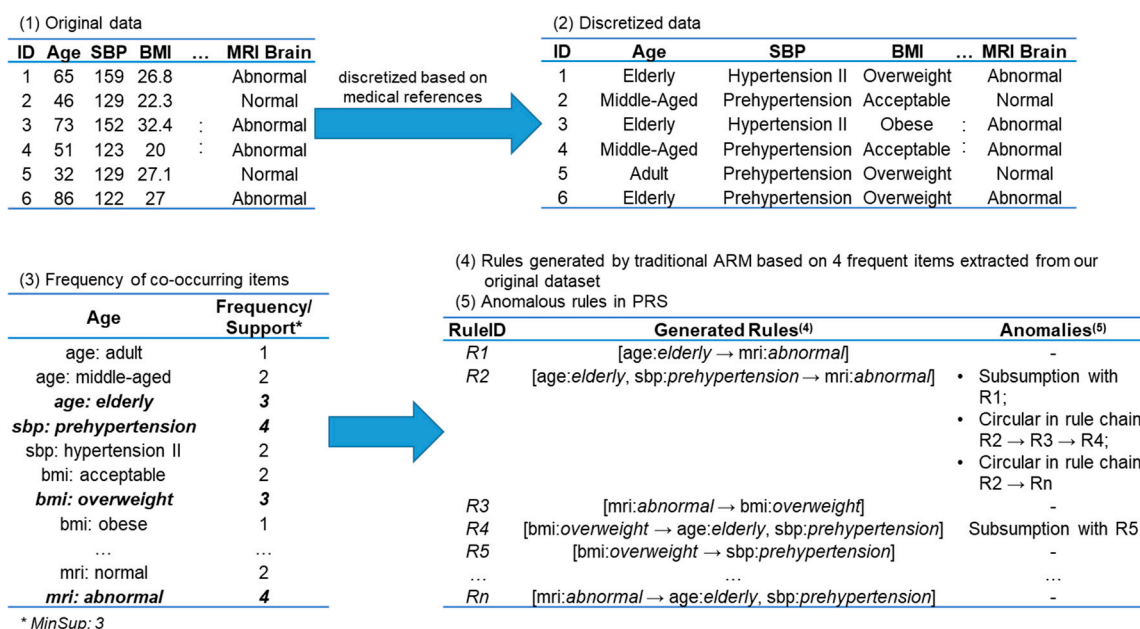 (1) Original data
ID Age SBP BMI ... MRI Brain
1 65 159 26.8 Abnormal
2 46 129 22.3 Normal
3 73 152 32.4 : Abnormal
4 51 123 20 : Abnormal
5 32 129 27.1 Normal
6 86 122 27 Abnormal
discretized based on
medical references
(2) Discretized data
ID Age SBP BMI ... MRI Brain
1 Elderly Hypertension II Overweight Abnormal
2 Middle-Aged Prehypertension Acceptable Normal
3 Elderly Hypertension II Obese : Abnormal
4 Middle-Aged Prehypertension Acceptable : Abnormal
5 Adult Prehypertension Overweight Normal
6 Elderly Prehypertension Overweight Abnormal
(3) Frequency of co-occurring items
Age Frequency/
Support*
age: adult 1
age: middle-aged 2
age: elderly 3
sbp: prehypertension 4
sbp: hypertension II 2
bmi: acceptable 2
bmi: overweight 3
bmi: obese 1
... ...
mri: normal 2
mri: abnormal 4
* MinSup: 3
(4) Rules generated by traditional ARM based on 4 frequent items extracted from our
original dataset
(5) Anomalous rules in PRS
RuleID Generated Rules(4) Anomalies(5)
R1 [age:elderly → mri:abnormal] -
R2 [age:elderly, sbp:prehypertension → mri:abnormal] • Subsumption with
R1;
• Circular in rule chain
R2 → R3 → R4;
• Circular in rule chain
R2 → Rn
R3 [mri:abnormal → bmi:overweight] -
R4 [bmi:overweight → age:elderly, sbp:prehypertension] Subsumption with R5
R5 [bmi:overweight → sbp:prehypertension] -
... ... ...
Rn [mri:abnormal → age:elderly, sbp:prehypertension] -